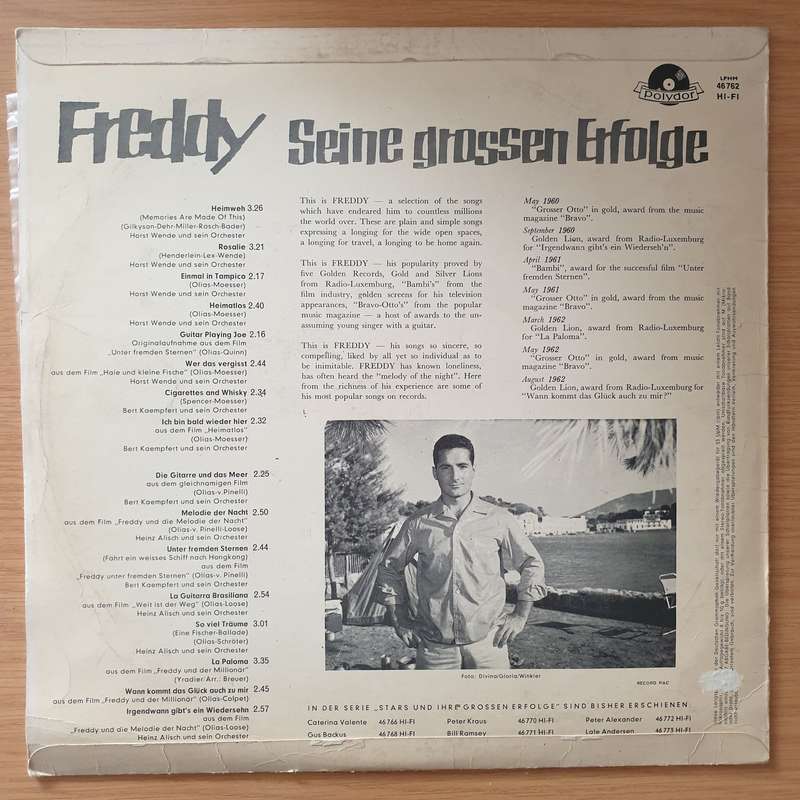 Polydor
LPHM
46762
HI-FI
Freddy Seine grossen Erfolge
Heimweh 3.26
(Memories Are Made Of This)
(Gilkyson-Dehr-Miller-Rasch-Bader)
Horst Wende und sein Orchester
Rosalie 3.21
(Henderlein-Lex-Wende)
Horst Wende und sein Orchester
Einmal in Tampico 2.17
(Olias-Moesser)
Horst Wende und sein Orchester
Heimatlos 2.40
(Olias-Moesser)
Horst Wende und sein Orchester
Guitar Playing Joe 2.16
Originalaufnahme aus dem Film
„Unter fremden Sternen" (Olias-Quinn)
Wer das vergisst 2.44
aus dem Film „Haie und kleine Fische" (Olias-Moesser)
Horst Wende und sein Orchester
Cigarettes and Whisky 2.34
(Spencer-Moesser)
Bert Kaempfert und sein Orchester
Ich bin bald wieder hier 2.32
aus dem Film „Heimatlos"
(Olias-Moesser)
Bert Kaempfert und sein Orchester
Die Gitarre und das Meer 2.25
aus dem gleichnamigen Film
(Olias-v.Pinelli)
Bert Kaempfert und sein Orchester
Melodie der Nacht 2.50
aus dem Film „Freddy und die Melodie der Nacht"
(Olias-v. Pinelli-Loose)
Heinz Alisch und sein Orchester
Unter fremden Sternen 2.44
(Fährt ein weisses Schiff nach Hongkong)
aus dem Film
„Freddy unter fremden Sternen" (Olias-v. Pinelli)
Bert Kaempfert und sein Orchester
La Guitarra Brasiliana 2.54
aus dem Film „Weit ist der Weg" (Olias-Loose)
Heinz Alisch und sein Orchester
So viel Träume 3.01
(Eine Fischer-Ballade)
(Olias-Schröter)
Heinz Alisch und sein Orchester
La Paloma 3.35
aus dem Film „Freddy und der Millionär"
(Yradier/Arr.: Breuer)
Wann kommt das Glück auch zu mir 2.45
aus dem Film „Freddy und der Millionär" (Olias-Colpet)
Irgendwann gibt's ein Wiedersehn 2.57
aus dem Film
„Freddy und die Melodie der Nacht" (Olias-Loose)
Heinz Alisch und sein Orchester
This is FREDDY — a selection of the songs
which have endeared him to countless millions
the world over. These are plain and simple songs
expressing a longing for the wide open spaces,
a longing for travel, a longing to be home again.
This is FREDDY — his popularity proved by
five Golden Records, Gold and Silver Lions
from Radio-Luxemburg, "Bambi's" from the
film industry, golden screens for his television
appearances, "Bravo-Otto's" from the popular
music magazine — a host of awards to the un-
assuming young singer with a guitar.
This is FREDDY — his songs so sincere, so
compelling, liked by all yet so individual as to
be inimitable. FREDDY has known loneliness,
has often heard the "melody of the night". Here
from the richness of his experience are some of
his most popular songs on records.
May 1960
"Grosser Otto" in gold, award from the music
magazine "Bravo".
September 1960
Golden Lion, award from Radio-Luxemburg
for "Irgendwann gibt's ein Wiederseh'n".
April 1961
"Bambi", award for the successful film "Unter
fremden Sternen".
May 1961
"Grosser Otto" in gold, award from the music
magazine "Bravo".
March 1962
Golden Lion, award from Radio-Luxemburg
for "La Paloma".
May 1962
"Grosser Otto" in gold, award from music
magazine "Bravo".
August 1962
Golden Lion, award from Radio-Luxemburg for
"Wann kommt das Glück auch zu mir?"
Foto: Divina/Gloria/Winkler
RECORD PAC
IN DER SERIE „STARS UND IHRE GROSSEN ERFOLGE" SIND BISHER ERSCHIENEN:
Caterina Valente 46766 HI-FI Peter Kraus 46770 HI-FI Peter Alexander 46772 HI-FI
Gus Backus 46768 HI-FI Bill Ramsey 46771 HI-FI Lale Andersen 46773 HI-FI